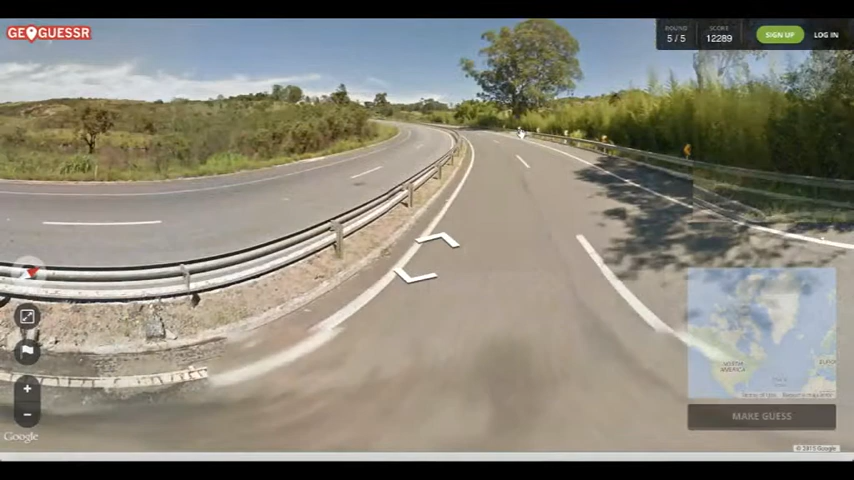 GEOGUESSR
ROUND
5 / 5
SCORE
12289
SIGN UP
LOG IN
NORTH
AMERICA
MAKE GUESS
Google
© 2015 Google